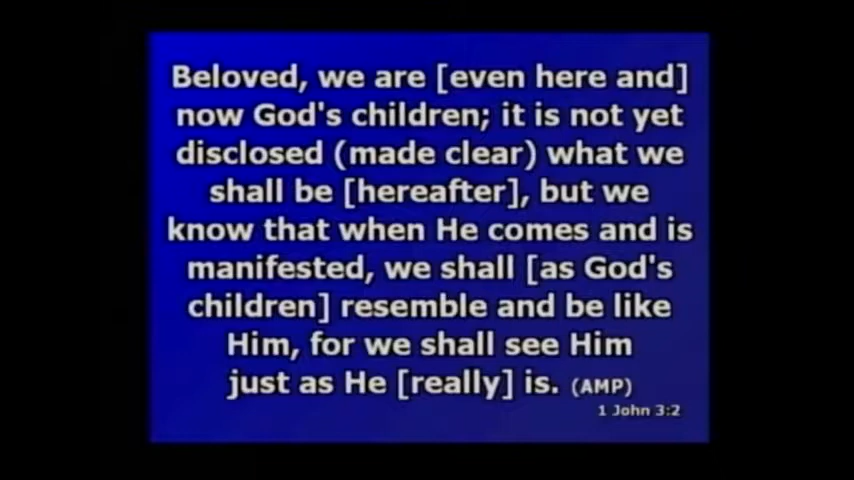 Beloved, we are [even here and]
now God's children; it is not yet
disclosed (made clear) what we
shall be [hereafter], but we
know that when He comes and is
manifested, we shall [as God's
children] resemble and be like
Him, for we shall see Him
just as He [really] is. (AMP)
1 John 3:2